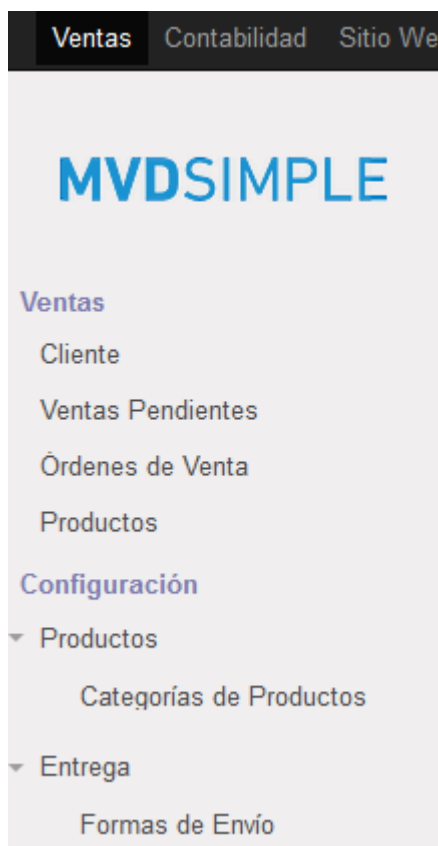 Ventas Contabilidad Sitio We
MVDSIMPLE
Ventas
Cliente
Ventas Pendientes
Órdenes de Venta
Productos
Configuración
Productos
Categorías de Productos
Entrega
Formas de Envío